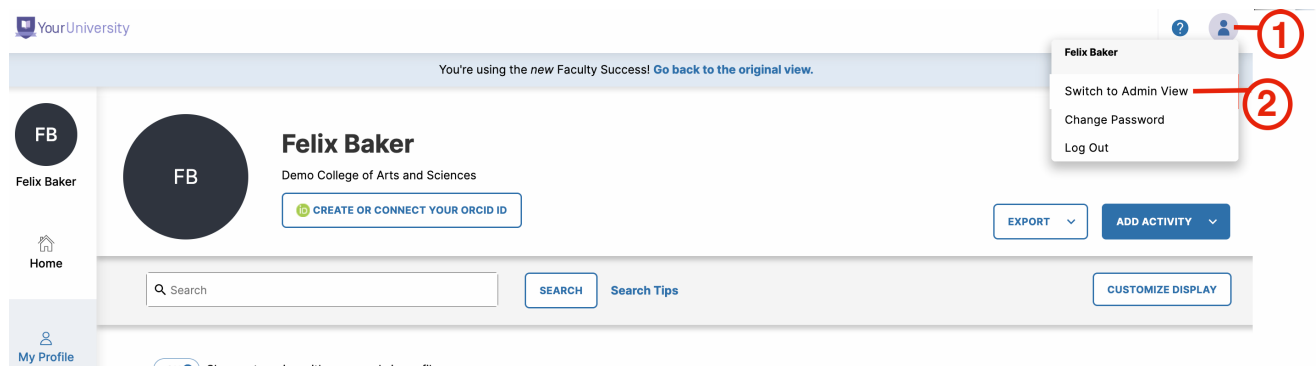 YourUniversity
?
1
Felix Baker
You're using the new Faculty Success! Go back to the original view.
Switch to Admin View
2
Change Password
Log Out
FB
Felix Baker
FB
Felix Baker
Demo College of Arts and Sciences
iD CREATE OR CONNECT YOUR ORCID ID
EXPORT
ADD ACTIVITY
Home
Search
SEARCH
Search Tips
CUSTOMIZE DISPLAY
My Profile